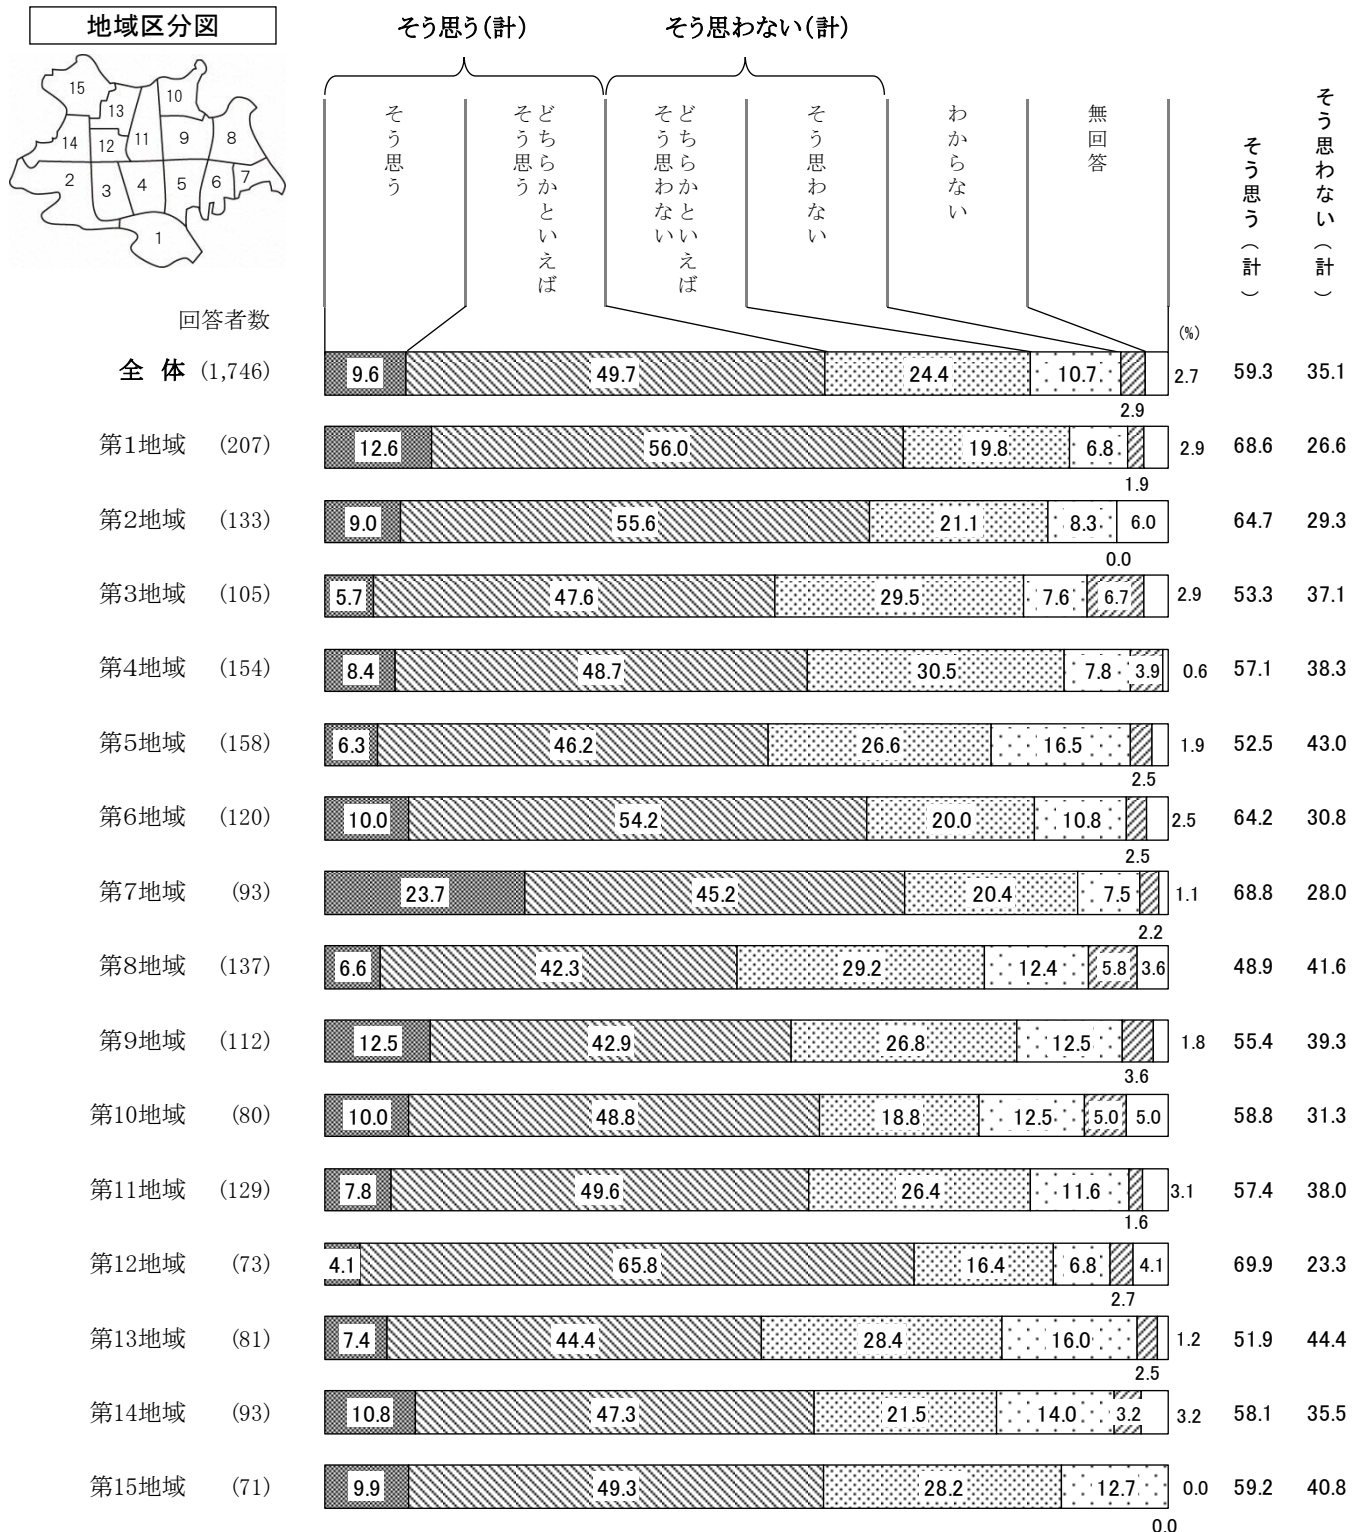 地域区分図
15
13
10
14
12
11
9
8
2
3
4
5
6
7
1
そう思う(計)
そう思わない(計)
そう思う
どちらかといえば
そう思う
どちらかといえば
そう思わない
そう思わない
わからない
無回答
そう思う(計)
そう思わない(計)
回答者数
(%)
全 体 (1,746) 9.6 49.7 24.4 10.7 2.9 2.7 59.3 35.1
第1地域 (207) 12.6 56.0 19.8 6.8 1.9 2.9 68.6 26.6
第2地域 (133) 9.0 55.6 21.1 8.3 0.0 6.0 64.7 29.3
第3地域 (105) 5.7 47.6 29.5 7.6 6.7 2.9 53.3 37.1
第4地域 (154) 8.4 48.7 30.5 7.8 3.9 0.6 57.1 38.3
第5地域 (158) 6.3 46.2 26.6 16.5 2.5 1.9 52.5 43.0
第6地域 (120) 10.0 54.2 20.0 10.8 2.5 2.5 64.2 30.8
第7地域 (93) 23.7 45.2 20.4 7.5 2.2 1.1 68.8 28.0
第8地域 (137) 6.6 42.3 29.2 12.4 5.8 3.6 48.9 41.6
第9地域 (112) 12.5 42.9 26.8 12.5 3.6 1.8 55.4 39.3
第10地域 (80) 10.0 48.8 18.8 12.5 5.0 5.0 58.8 31.3
第11地域 (129) 7.8 49.6 26.4 11.6 1.6 3.1 57.4 38.0
第12地域 (73) 4.1 65.8 16.4 6.8 2.7 4.1 69.9 23.3
第13地域 (81) 7.4 44.4 28.4 16.0 2.5 1.2 51.9 44.4
第14地域 (93) 10.8 47.3 21.5 14.0 3.2 3.2 58.1 35.5
第15地域 (71) 9.9 49.3 28.2 12.7 0.0 0.0 59.2 40.8